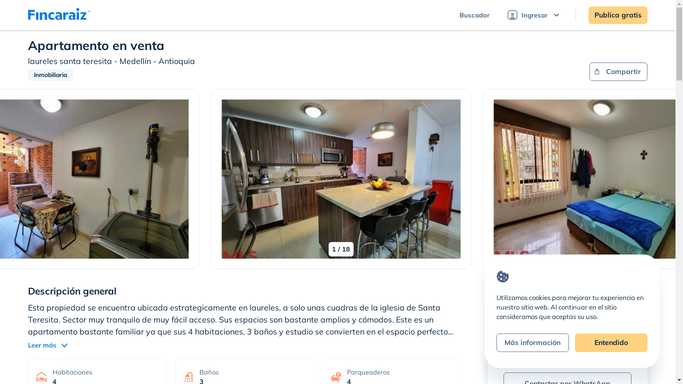 Fincaraiz
Buscador
Ingresar
Publica gratis
Apartamento en venta
laureles santa teresita - Medellín - Antioquia
Inmobiliaria
Compartir
1 / 18
Descripción general
Esta propiedad se encuentra ubicada estrategicamente en laureles, a solo unas cuadras de la iglesia de Santa
Teresita. Sector muy tranquilo de muy fácil acceso. Sus espacios son bastante amplios y cómodos. Este es un
apartamento bastante familiar ya que sus 4 habitaciones, 3 baños y estudio se convierten en el espacio perfecto...
Leer más
Habitaciones
4
Baños
3
Parqueaderos
4
Utilizamos cookies para mejorar tu experiencia en
nuestro sitio web. Al continuar en el sitio
consideramos que aceptas su uso.
Más información
Entendido
Contactar por WhatsApp